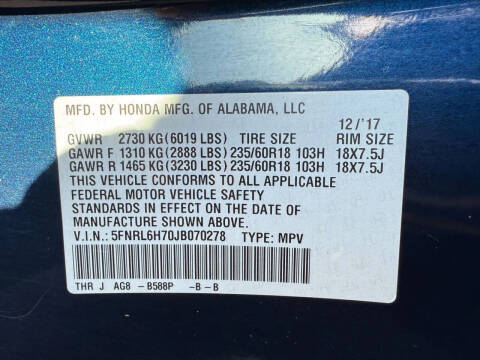 MFD. BY HONDA MFG. OF ALABAMA, LLC
12/'17
GVWR 2730 KG(6019 LBS) TIRE SIZE RIM SIZE
GAWR F 1310 KG(2888 LBS)235/60R18 103H 18X7.5J
GAWR R 1465 KG(3230 LBS)235/60R18 103H 18X7.5J
THIS VEHICLE CONFORMS TO ALL APPLICABLE
FEDERAL MOTOR VEHICLE SAFETY
STANDARDS IN EFFECT ON THE DATE OF
MANUFACTURE SHOWN ABOVE.
V.I.N.: 5FNRL6H70JB070278 TYPE: MPV
THR J AG8 -B588P -B-B